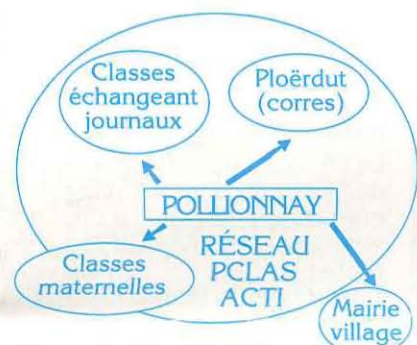 Classes
échangeant
journaux
Ploërdut
(corres)
POLLIONNAY
RÉSEAU
PCLAS
ACTI
Classes
maternelles
Mairie
village